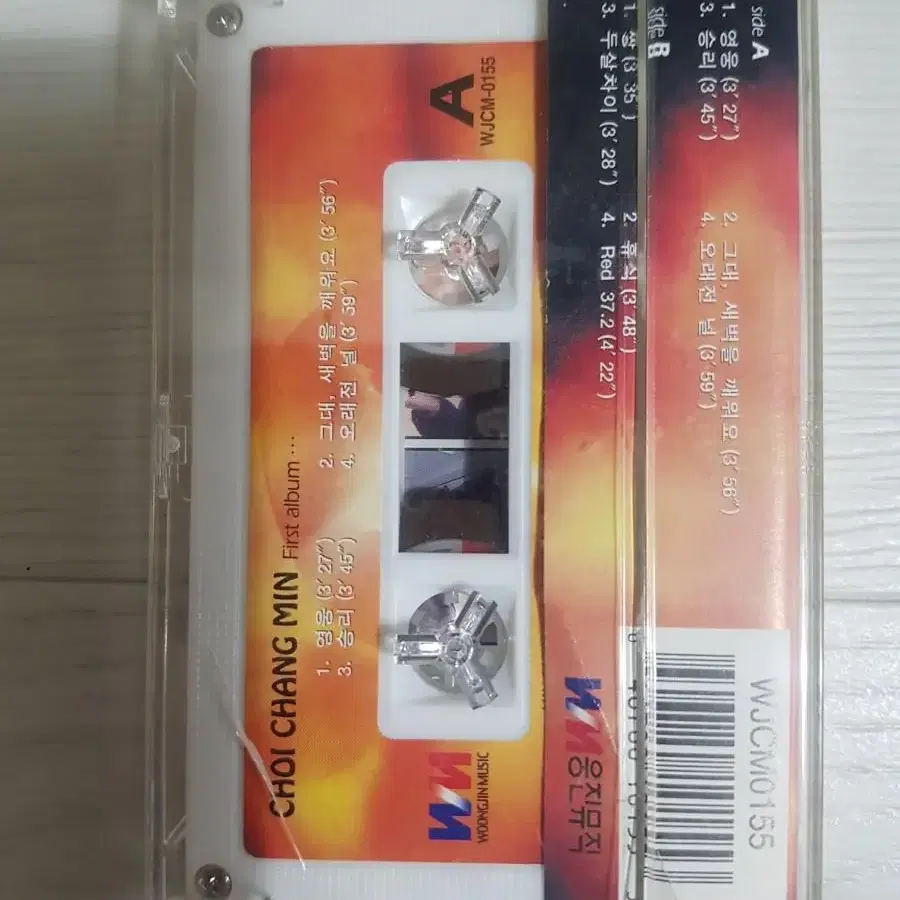 CHOI CHANG MIN First album ...
1. 영웅 (3′ 27″) 2. 그대, 새벽을 깨워요 (3′ 56″)
3. 승리 (3′ 45″) 4. 오래전 널 (3′ 59″)
A
WJCM-0155
WOONGJIN MUSIC
side A
1. 영웅 (3′ 27″) 2. 그대, 새벽을 깨워요 (3′ 56″)
3. 승리 (3′ 45″) 4. 오래전 널 (3′ 59″)
side B
1. 짱 (3′ 35″) 2. 휴식 (3′ 48″)
3. 두살차이 (3′ 28″) 4. Red 37.2 (4′ 22″)
웅진뮤직
WJCM0155